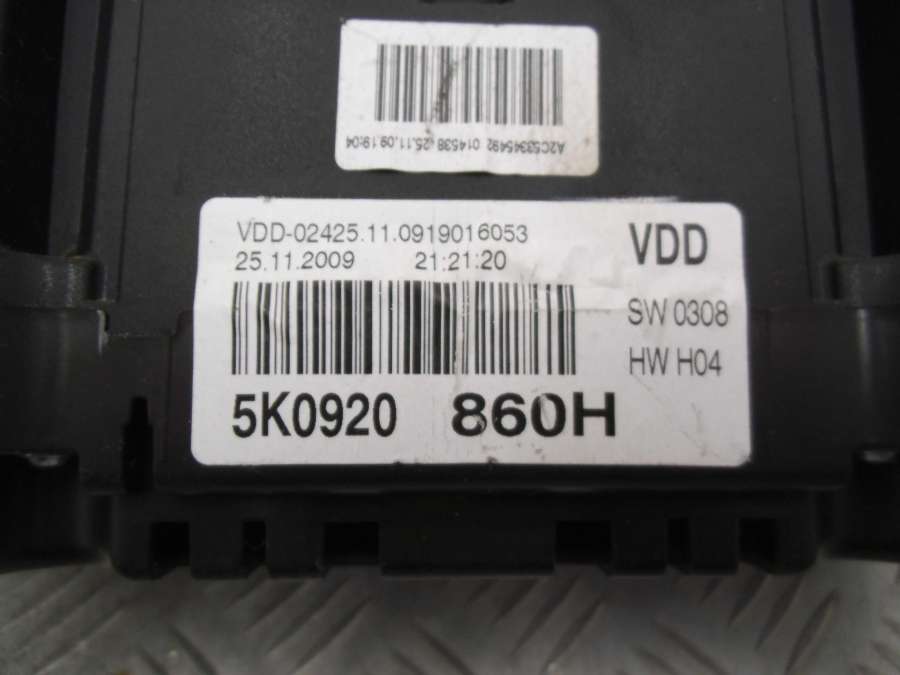 A2C53345492 014538 25.11.09.19:04
VDD-02425.11.0919016053
25.11.2009 21:21:20
VDD
SW 0308
HW H04
5K0920 860H